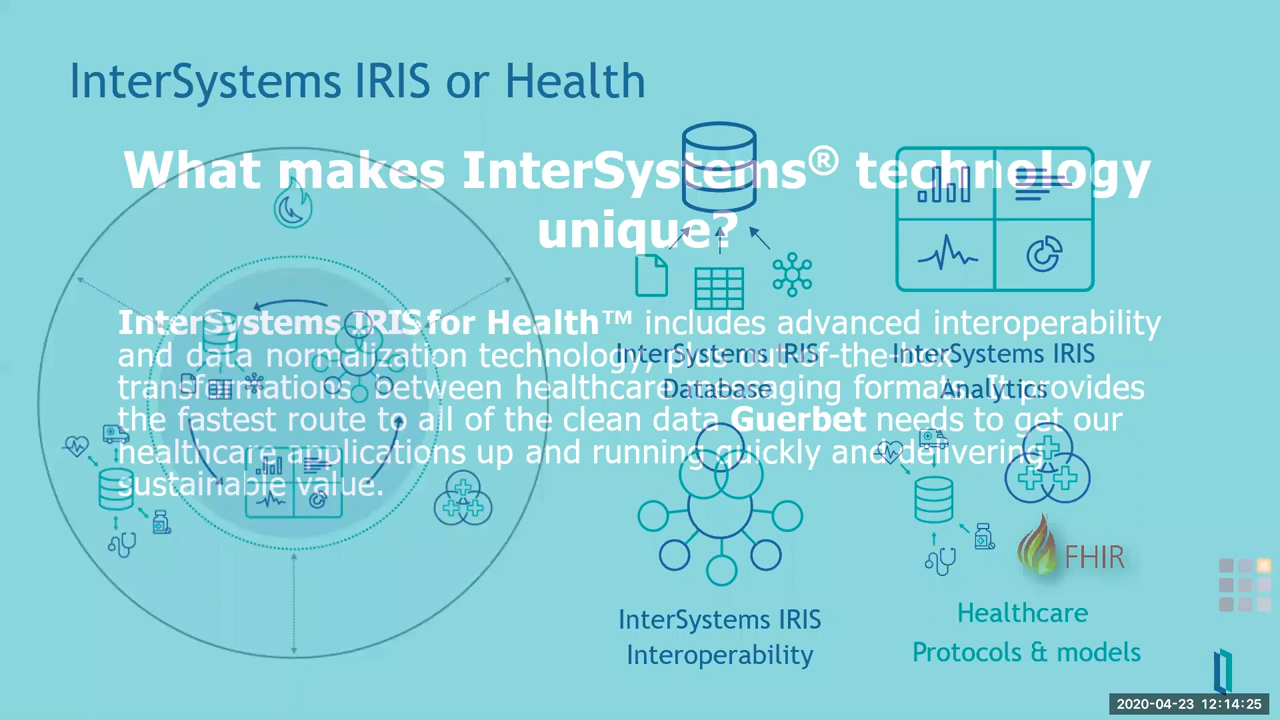 InterSystems IRIS or Health
What makes InterSystems® technology
unique?
InterSystems IRIS for Health™ includes advanced interoperability
and data normalization technology, plus out-of-the-box
transformations between healthcare messaging formats. It provides
the fastest route to all of the clean data Guerbet needs to get our
healthcare applications up and running quickly and delivering
sustainable value.
InterSystems IRIS
Database
InterSystems IRIS
Analytics
FHIR
InterSystems IRIS
Interoperability
Healthcare
Protocols & models
2020-04-23 12:14:25